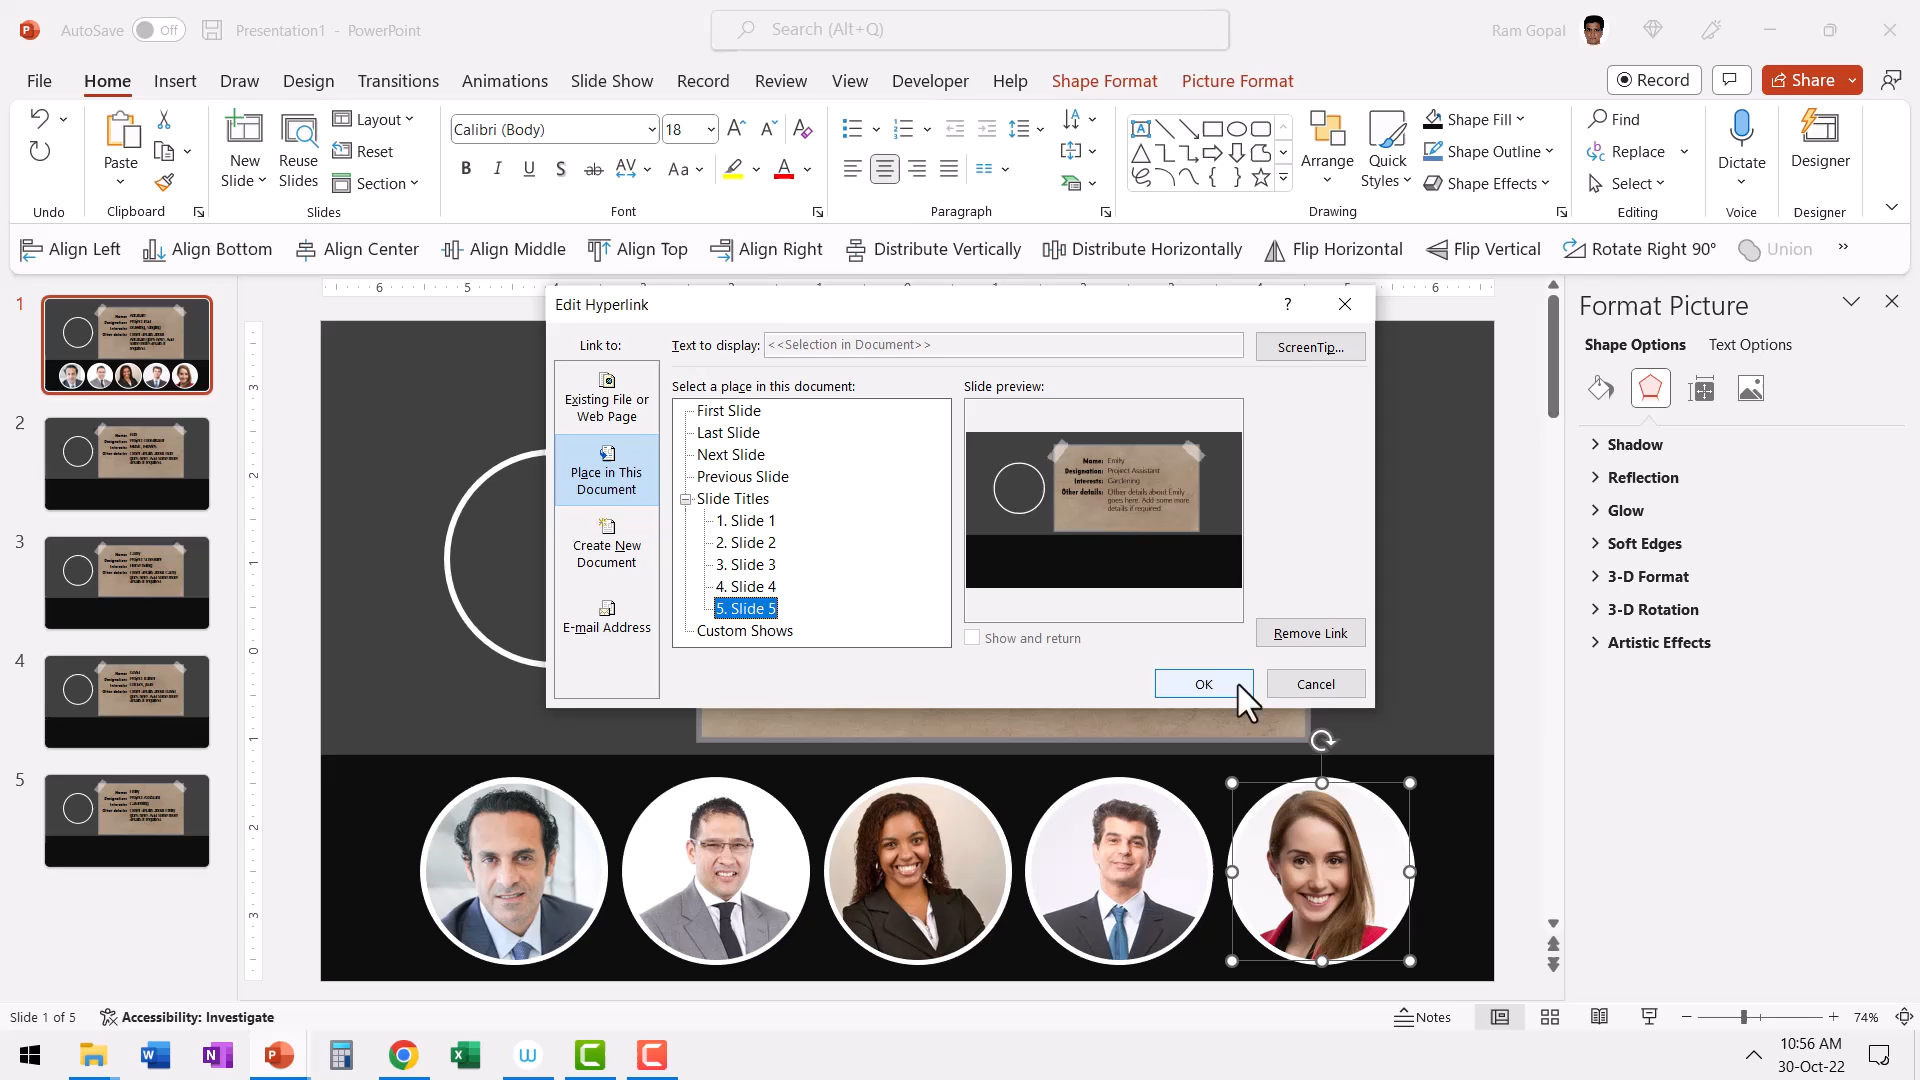 AutoSave Off Presentation1 - PowerPoint Search (Alt+Q) Ram Gopal
File Home Insert Draw Design Transitions Animations Slide Show Record Review View Developer Help Shape Format Picture Format Record Share
Paste
New Slide
Reuse Slides
Layout
Reset
Section
Calibri (Body) 18
Arrange
Quick Styles
Shape Fill
Shape Outline
Shape Effects
Find
Replace
Select
Dictate
Designer
Undo Clipboard Slides Font Paragraph Drawing Editing Voice Designer
Align Left Align Bottom Align Center Align Middle Align Top Align Right Distribute Vertically Distribute Horizontally Flip Horizontal Flip Vertical Rotate Right 90° Union
1
2
3
4
5
Edit Hyperlink
Link to:
Text to display: <<Selection in Document>> ScreenTip...
Existing File or
Web Page
Place in This
Document
Create New
Document
E-mail Address
Select a place in this document:
First Slide
Last Slide
Next Slide
Previous Slide
Slide Titles
1. Slide 1
2. Slide 2
3. Slide 3
4. Slide 4
5. Slide 5
Custom Shows
Slide preview:
Name: Emily
Designation: Project Assistant
Interests: Gardening
Other details: Other details about Emily
goes here. Add some more
details if required.
Show and return
Remove Link
OK Cancel
Format Picture
Shape Options Text Options
Shadow
Reflection
Glow
Soft Edges
3-D Format
3-D Rotation
Artistic Effects
Slide 1 of 5 Accessibility: Investigate Notes 74%
10:56 AM
30-Oct-22